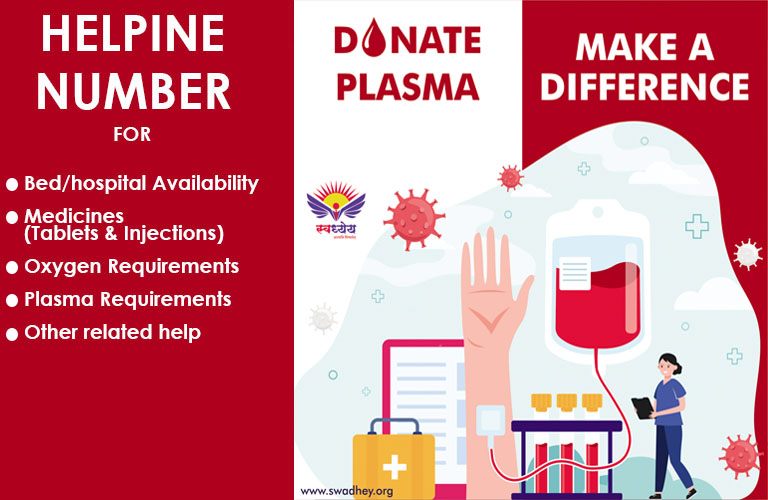 HELPINE
NUMBER
FOR
Bed/hospital Availability
Medicines
(Tablets & Injections)
Oxygen Requirements
Plasma Requirements
Other related help
DONATE
PLASMA
MAKE A
DIFFERENCE
स्वध्येय
www.swadhey.org